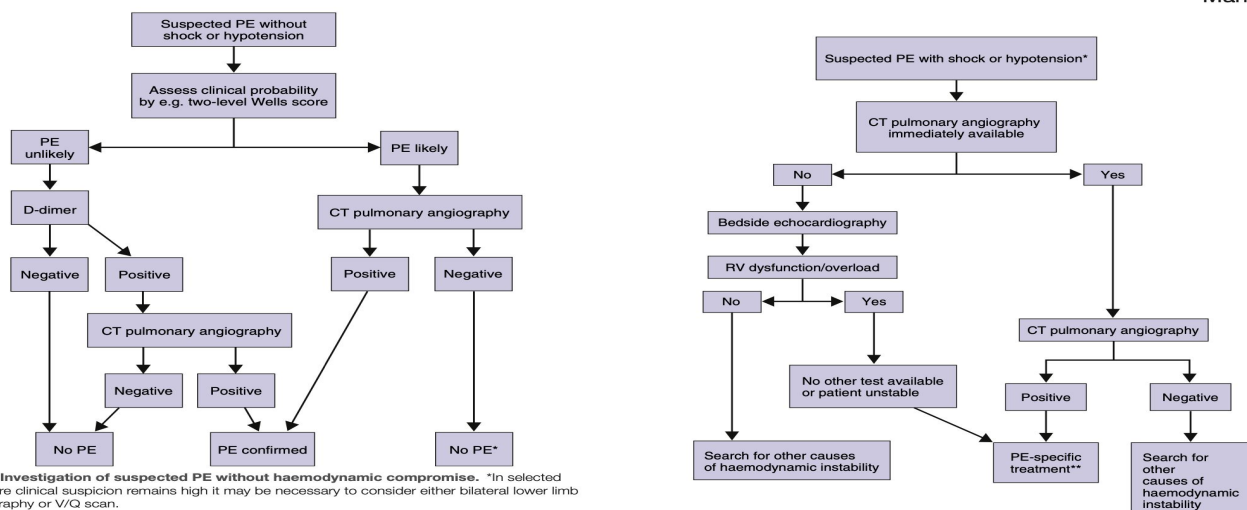 Suspected PE without
shock or hypotension
Assess clinical probability
by e.g. two-level Wells score
PE
unlikely
PE likely
D-dimer
CT pulmonary angiography
Negative
Positive
Positive
Negative
CT pulmonary angiography
Negative
Positive
No PE
PE confirmed
No PE*
Investigation of suspected PE without haemodynamic compromise. *In selected
re clinical suspicion remains high it may be necessary to consider either bilateral lower limb
raphy or V/Q scan.
Man
Suspected PE with shock or hypotension*
CT pulmonary angiography
immediately available
No
Yes
Bedside echocardiography
RV dysfunction/overload
No
Yes
CT pulmonary angiography
No other test available
or patient unstable
Positive
Negative
Search for other causes
of haemodynamic instability
PE-specific
treatment**
Search for
other
causes of
haemodynamic
instability